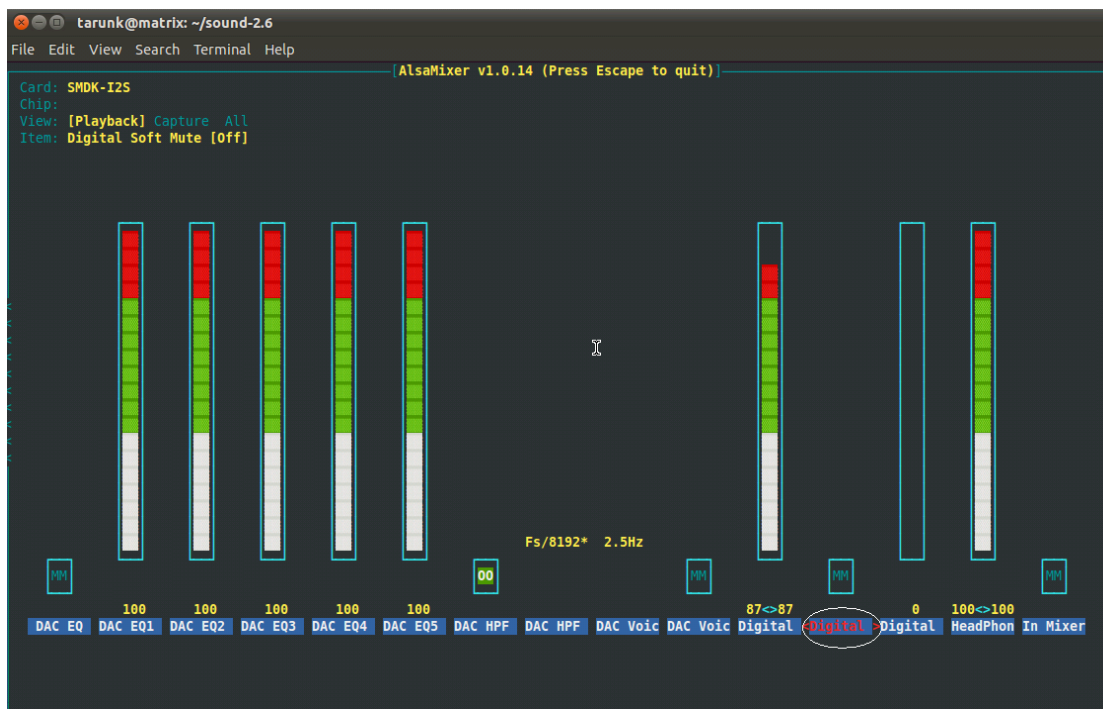 tarunk@matrix: ~/sound-2.6
File Edit View Search Terminal Help
[AlsaMixer v1.0.14 (Press Escape to quit)]
Card: SMDK-I2S
Chip:
View: [Playback] Capture All
Item: Digital Soft Mute [Off]
Fs/8192* 2.5Hz
MM OO MM MM MM
100 100 100 100 100 87<>87 0 100<>100
DAC EQ DAC EQ1 DAC EQ2 DAC EQ3 DAC EQ4 DAC EQ5 DAC HPF DAC HPF DAC Voic DAC Voic Digital <Digital >Digital HeadPhon In Mixer